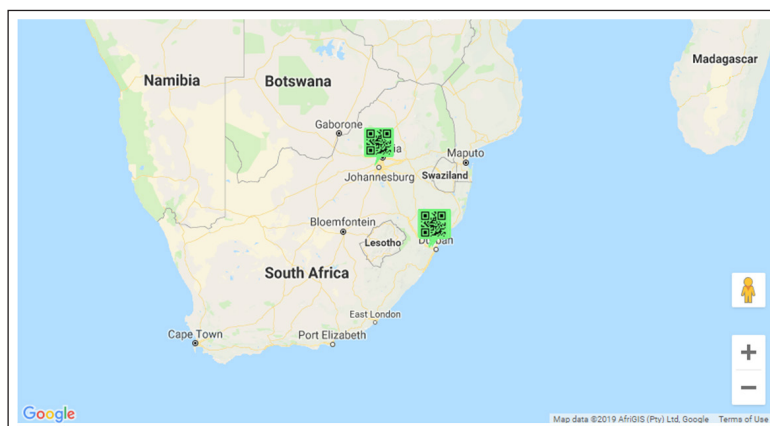 Madagascar
Namibia
Botswana
Gaborone
Maputo
Johannesburg
Swaziland
Bloemfontein
Lesotho
South Africa
East London
Cape Town
Port Elizabeth
Google
Map data ©2019 AfriGIS (Pty) Ltd, Google Terms of Use